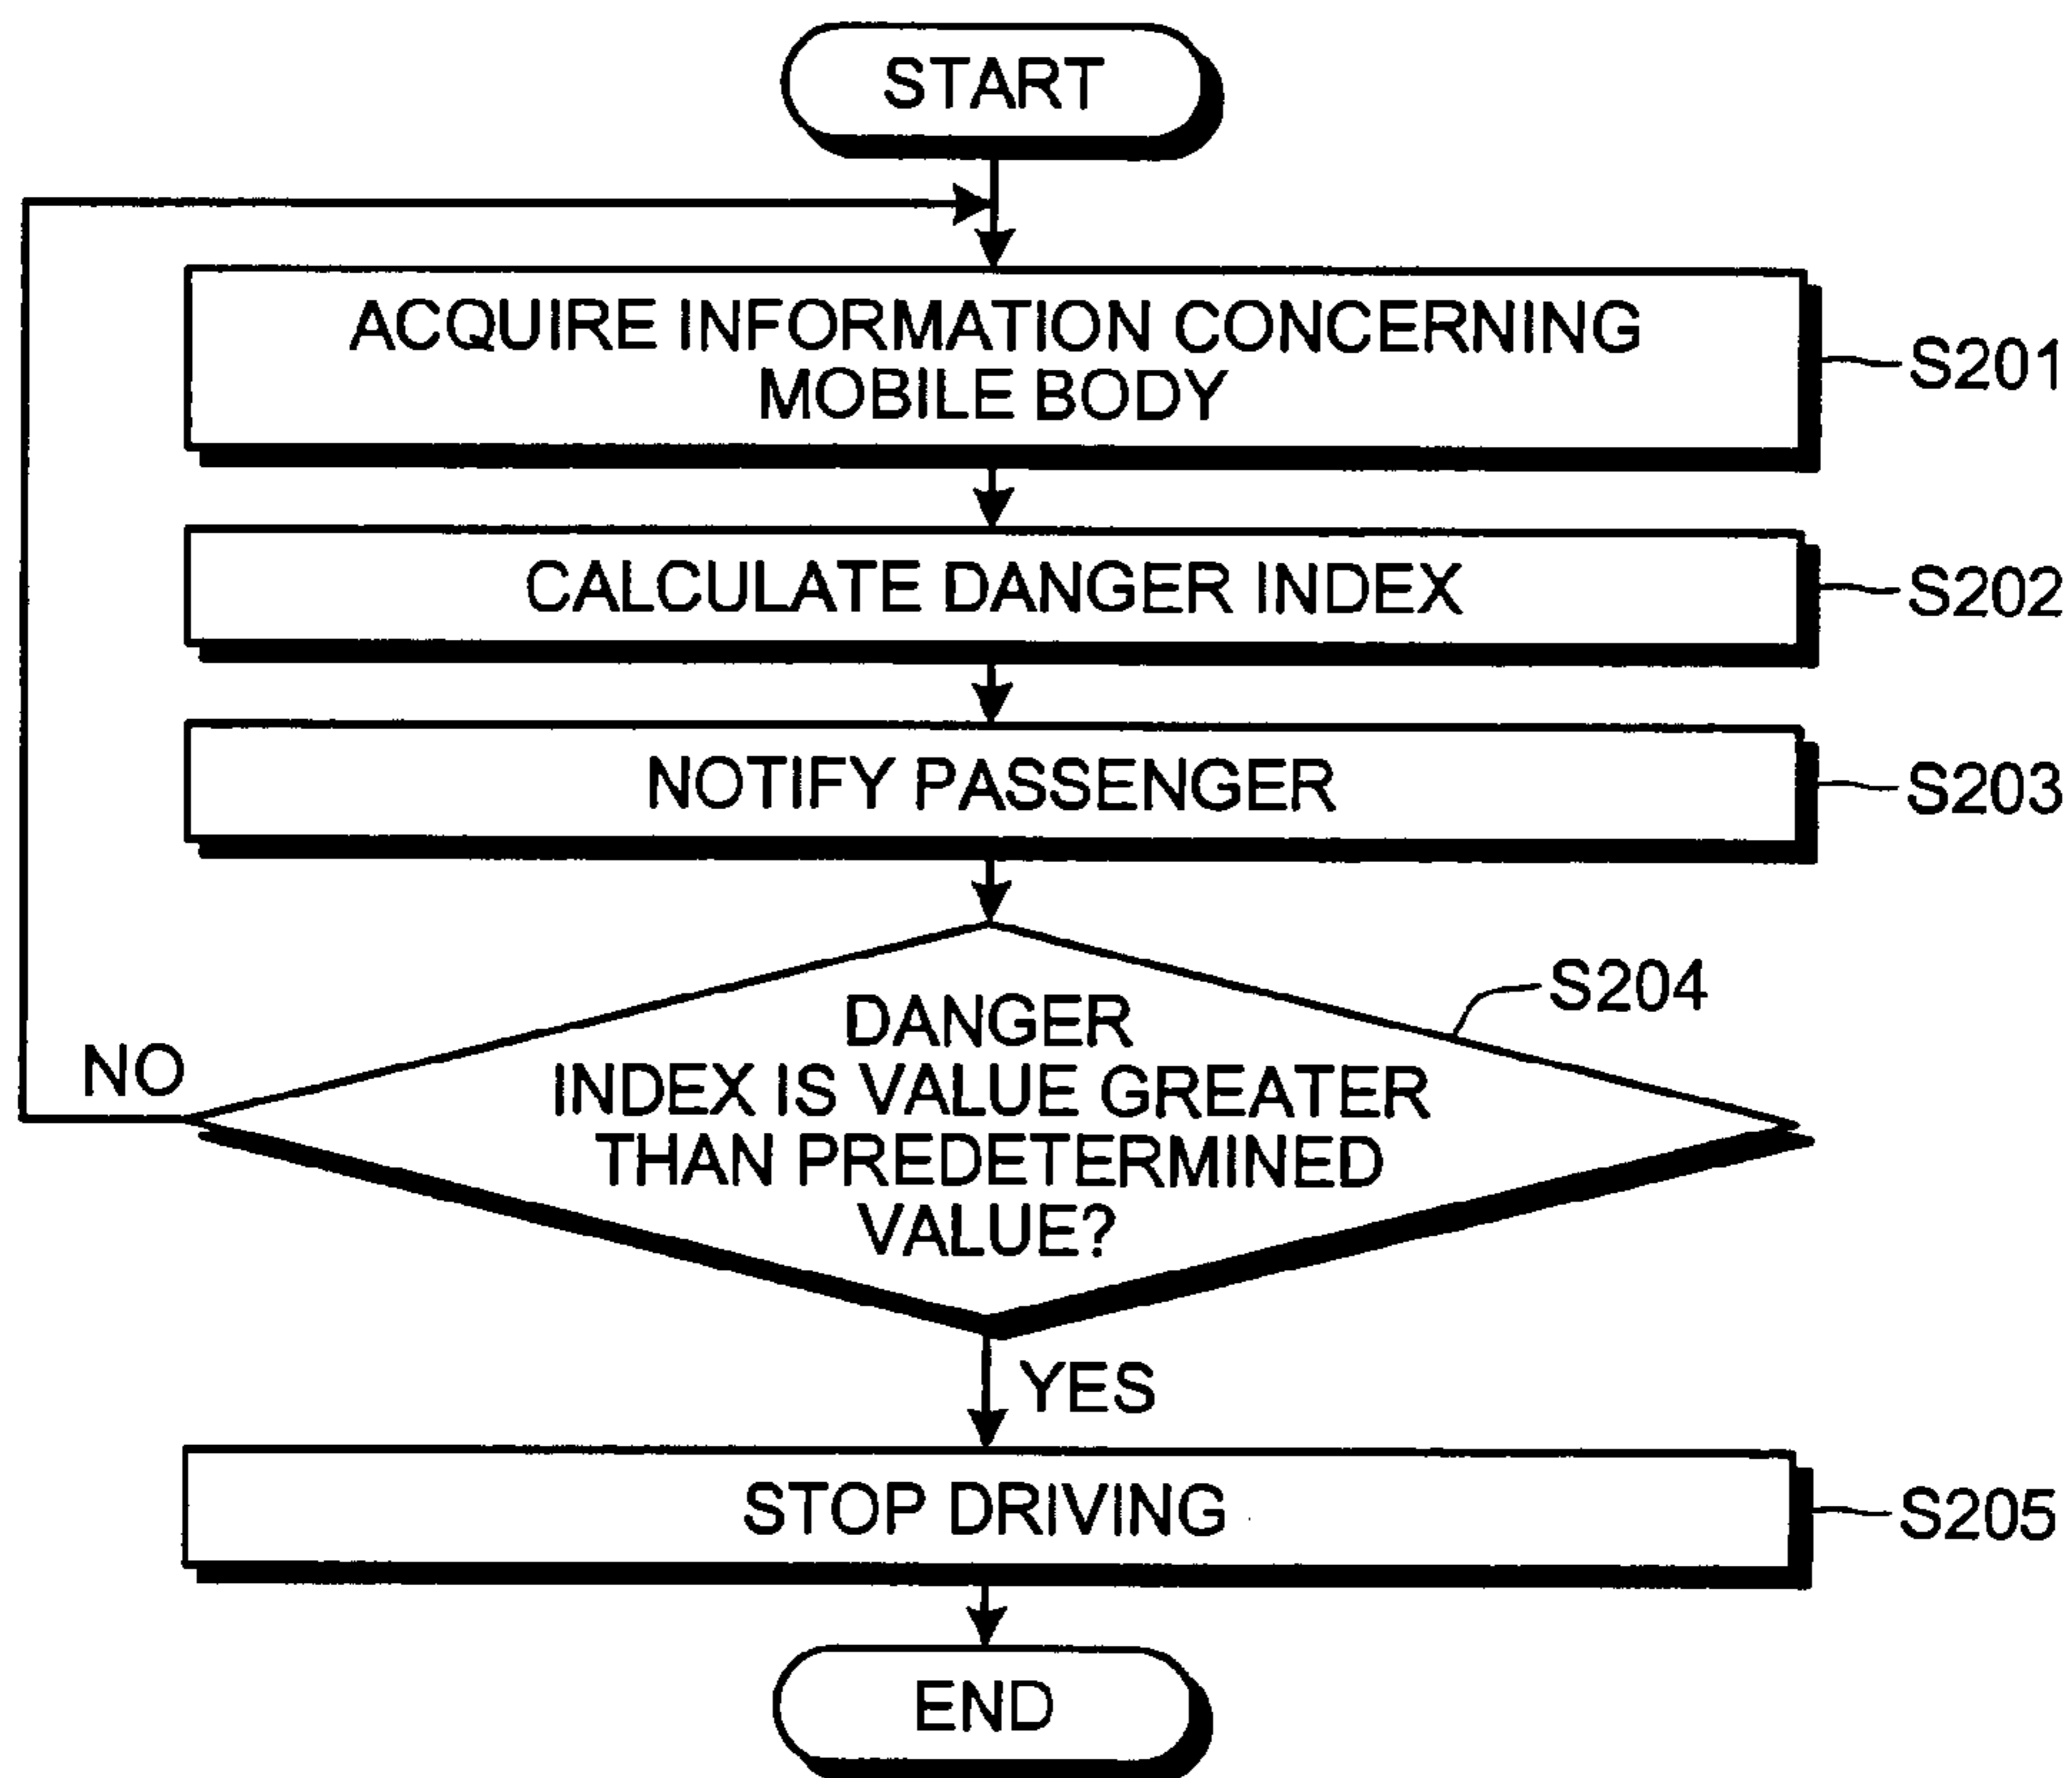 START
ACQUIRE INFORMATION CONCERNING
MOBILE BODY
S201
CALCULATE DANGER INDEX
S202
NOTIFY PASSENGER
S203
S204
DANGER
INDEX IS VALUE GREATER
THAN PREDETERMINED
VALUE?
NO
YES
STOP DRIVING
S205
END